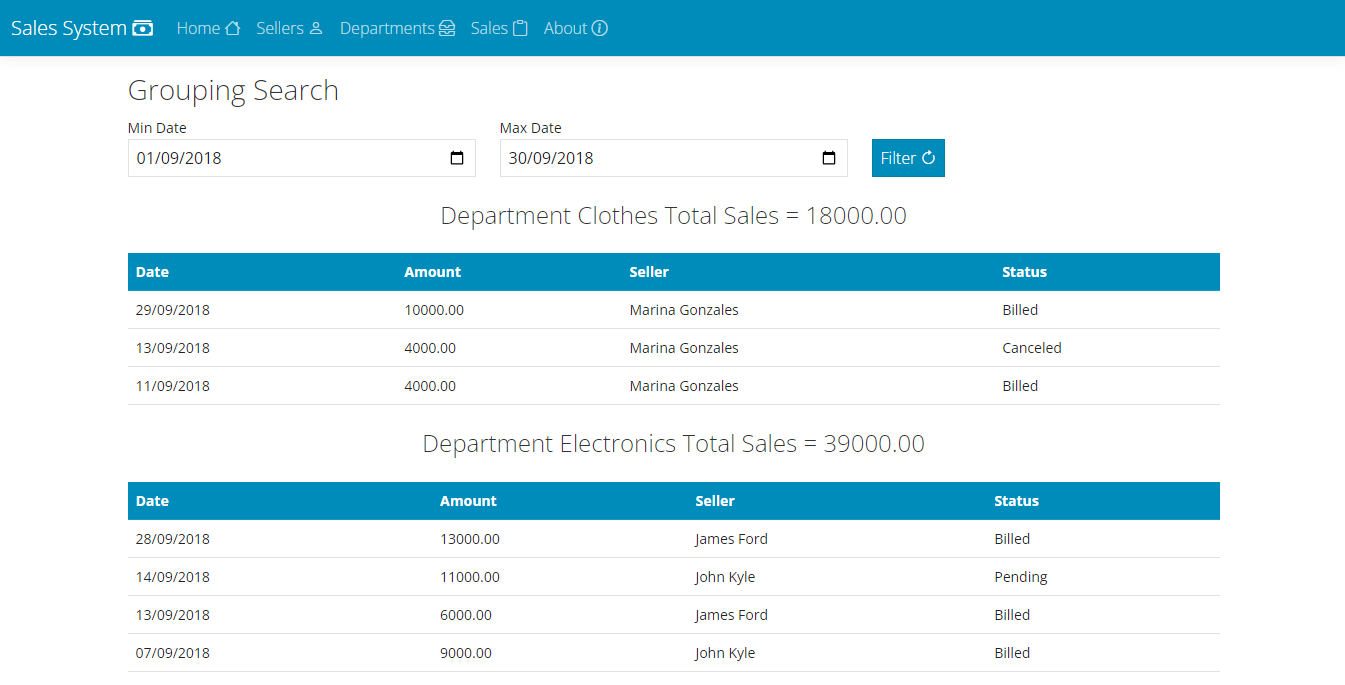 Sales System Home Sellers Departments Sales About
Grouping Search
Min Date Max Date
01/09/2018 30/09/2018 Filter
Department Clothes Total Sales = 18000.00
Date Amount Seller Status
29/09/2018 10000.00 Marina Gonzales Billed
13/09/2018 4000.00 Marina Gonzales Canceled
11/09/2018 4000.00 Marina Gonzales Billed
Department Electronics Total Sales = 39000.00
Date Amount Seller Status
28/09/2018 13000.00 James Ford Billed
14/09/2018 11000.00 John Kyle Pending
13/09/2018 6000.00 James Ford Billed
07/09/2018 9000.00 John Kyle Billed